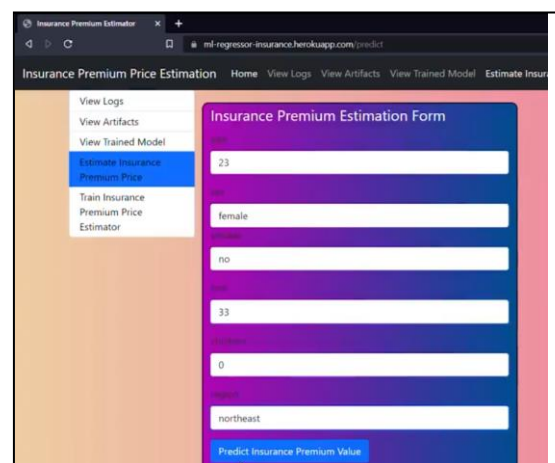 Insurance Premium Estimator
ml-regressor-insurance.herokuapp.com/predict
Insurance Premium Price Estimation Home View Logs View Artifacts View Trained Model Estimate
View Logs
View Artifacts
View Trained Model
Estimate Insurance
Premium Price
Train Insurance
Premium Price
Estimator
Insurance Premium Estimation Form
23
female
no
33
0
region
northeast
Predict Insurance Premium Value